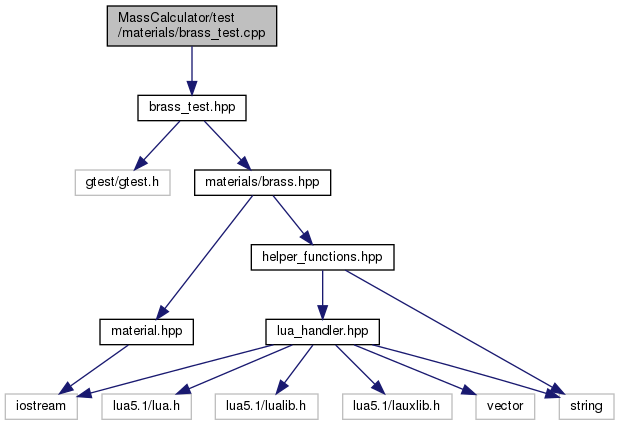 MassCalculator/test
/materials/brass_test.cpp
brass_test.hpp
gtest/gtest.h
materials/brass.hpp
helper_functions.hpp
material.hpp
lua_handler.hpp
iostream
lua5.1/lua.h
lua5.1/lualib.h
lua5.1/lauxlib.h
vector
string